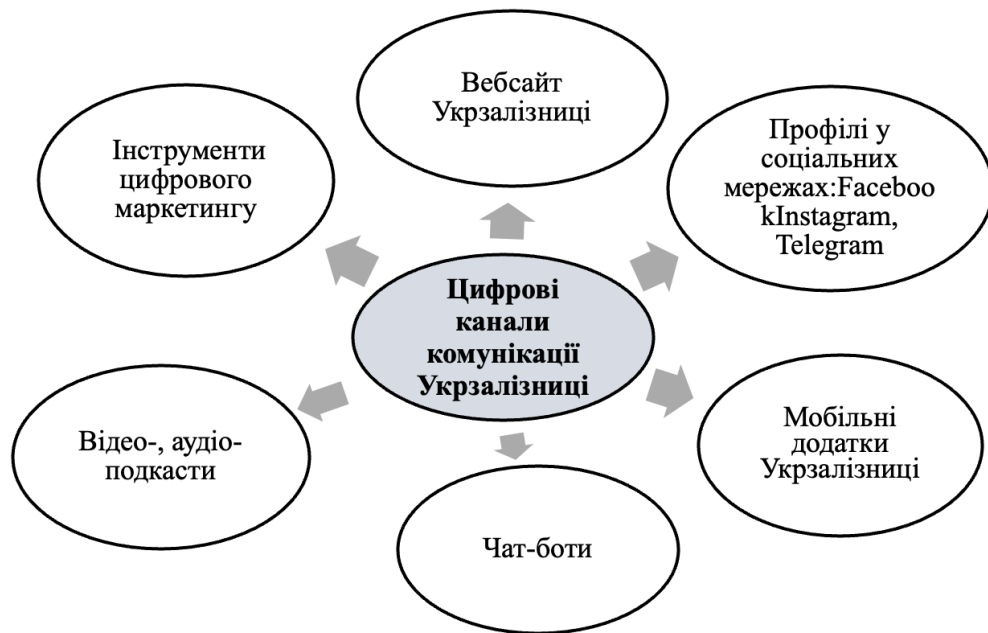 Вебсайт
Укрзалізниці
Інструменти
цифрового
маркетингу
Профілі у
соціальних
мережах:Faceboo
kInstagram,
Telegram
Цифрові
канали
комунікації
Укрзалізниці
Відео-, аудіо-
подкасти
Мобільні
додатки
Укрзалізниці
Чат-боти